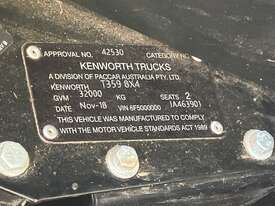 APPROVAL NO. 42530 CATEGORY NC
KENWORTH TRUCKS
A DIVISION OF PACCAR AUSTRALIA PTY. LTD.
KENWORTH T359 8X4
GVM 32000 KG SEATS 2
DATE Nov-18 VIN 6F5000000 IA463901
THIS VEHICLE WAS MANUFACTURED TO COMPLY
WITH THE MOTOR VEHICLE STANDARDS ACT 1989